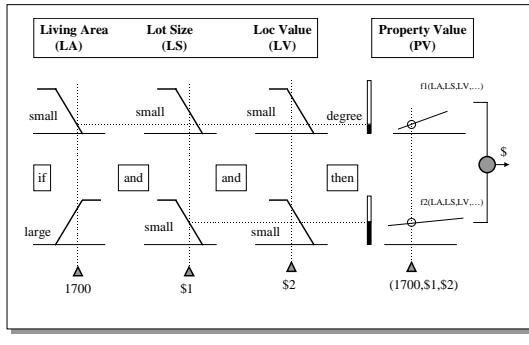 Living Area (LA)
Lot Size (LS)
Loc Value (LV)
Property Value (PV)
small
small
small
degree
f1(LA,LS,LV,…)
$
if
and
and
then
large
small
small
f2(LA,LS,LV,…)
1700
$1
$2
(1700,$1,$2)